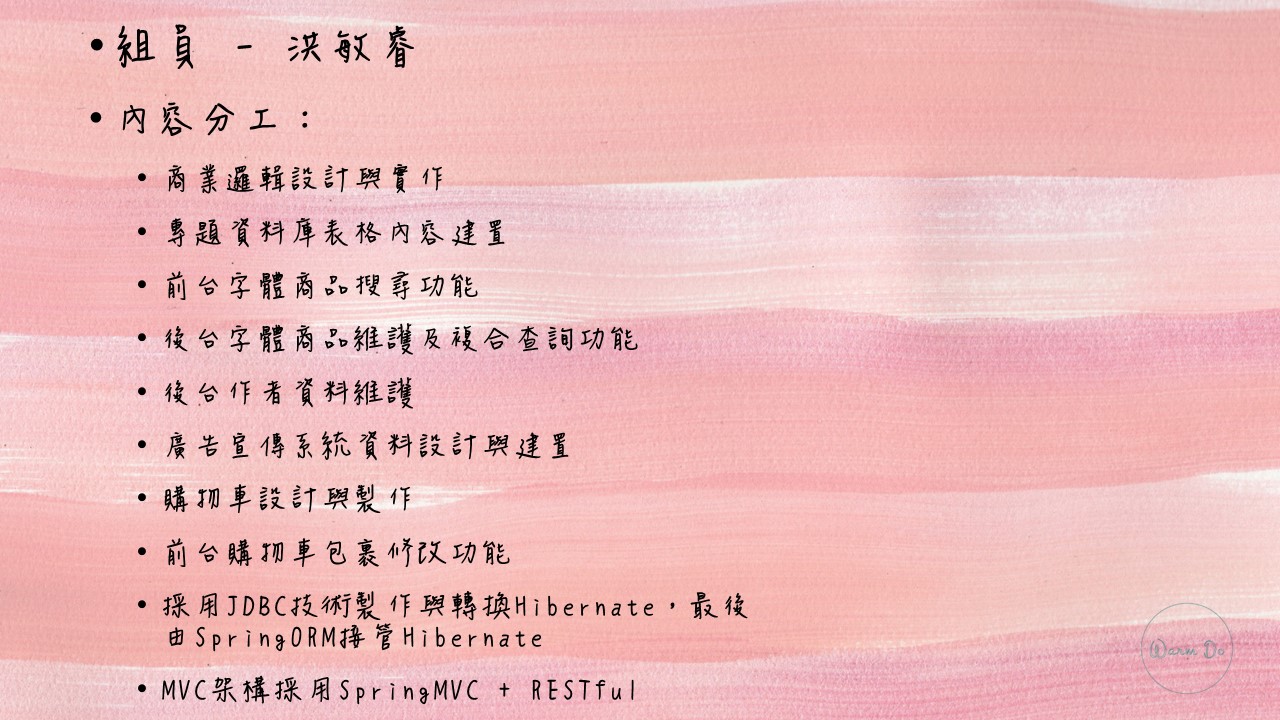 • 組員 - 洪敏睿
• 內容分工：
• 商業邏輯設計與實作
• 專題資料庫表格內容建置
• 前台字體商品搜尋功能
• 後台字體商品維護及複合查詢功能
• 後台作者資料維護
• 廣告宣傳系統資料設計與建置
• 購物車設計與製作
• 前台購物車包裹修改功能
• 採用JDBC技術製作與轉換Hibernate，最後
由SpringORM接管Hibernate
• MVC架構採用SpringMVC + RESTful
Warm Do